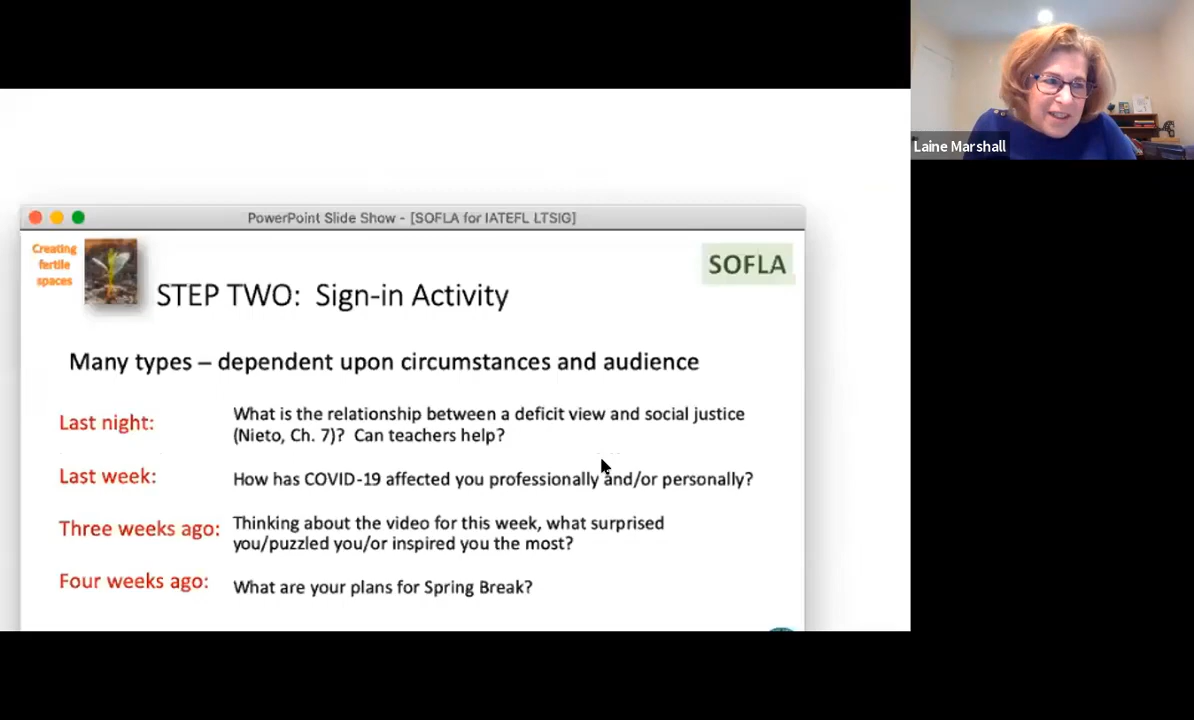 Laine Marshall
PowerPoint Slide Show - [SOFLA for IATEFL LTSIG]
Creating
fertile
spaces
SOFLA
STEP TWO: Sign-in Activity
Many types – dependent upon circumstances and audience
Last night:
What is the relationship between a deficit view and social justice
(Nieto, Ch. 7)? Can teachers help?
Last week:
How has COVID-19 affected you professionally and/or personally?
Three weeks ago:
Thinking about the video for this week, what surprised
you/puzzled you/or inspired you the most?
Four weeks ago:
What are your plans for Spring Break?